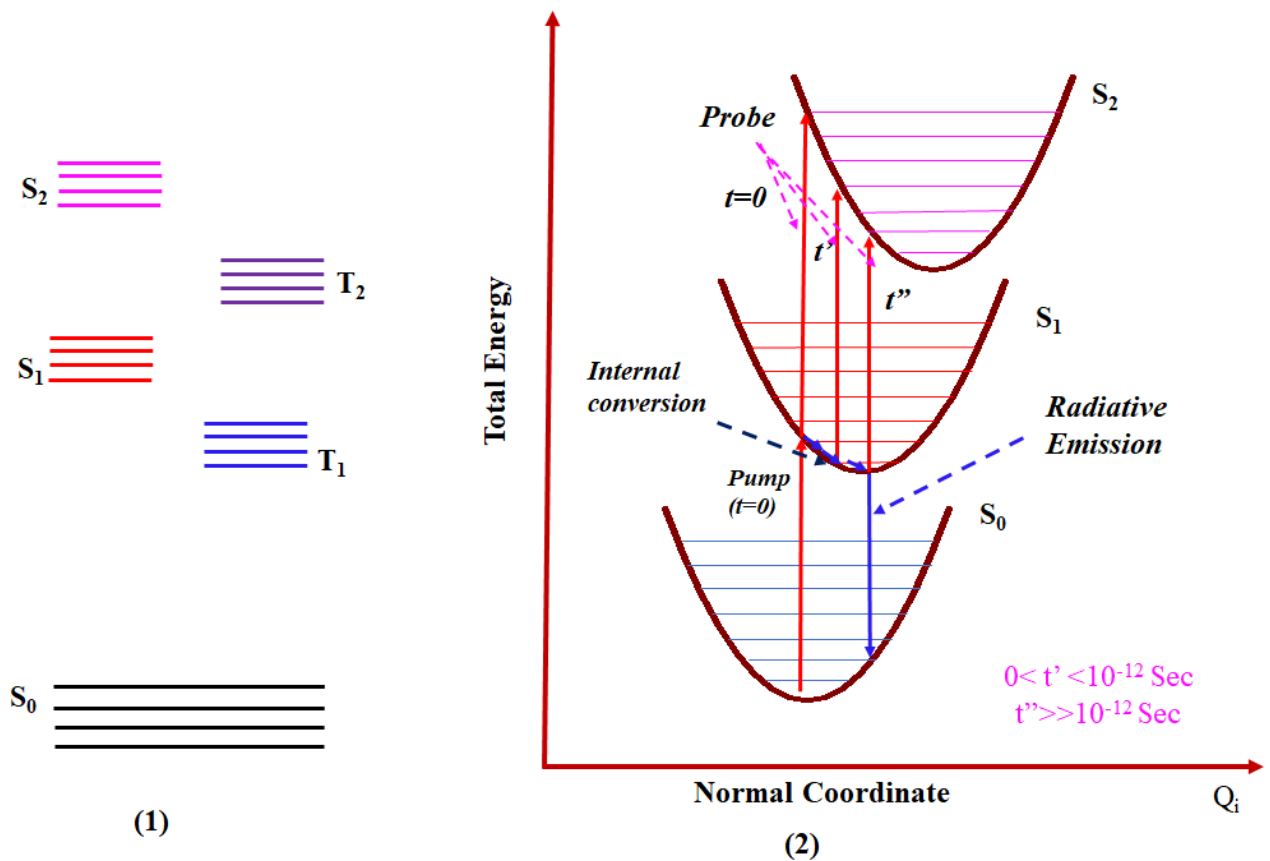 S₂
T₂
S₁
T₁
S₀
(1)
Total Energy
Probe
t=0
t’
t”
S₂
S₁
Internal
conversion
Pump
(t=0)
Radiative
Emission
S₀
0< t’ <10⁻¹² Sec
t”>>10⁻¹² Sec
Normal Coordinate
Qᵢ
(2)